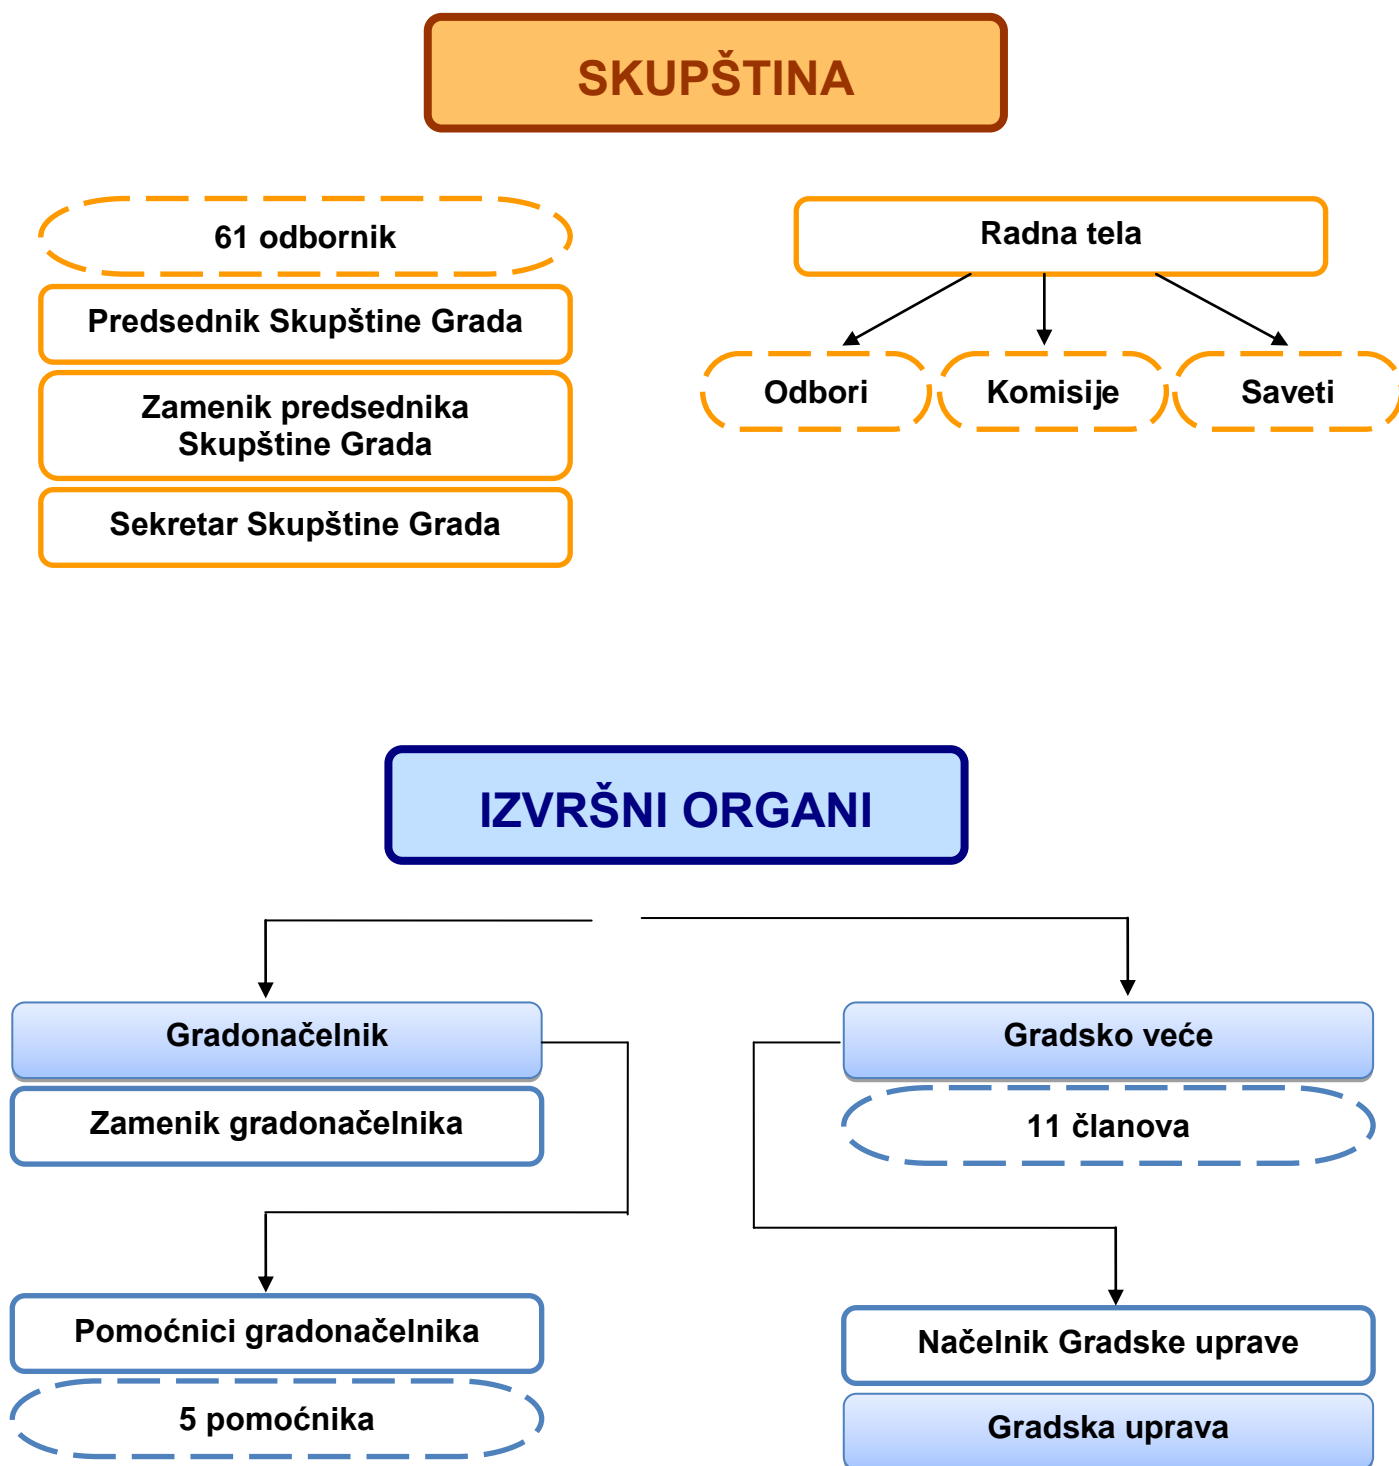 SKUPŠTINA
61 odbornik
Predsednik Skupštine Grada
Zamenik predsednika
Skupštine Grada
Sekretar Skupštine Grada
Radna tela
Odbori
Komisije
Saveti
IZVRŠNI ORGANI
Gradonačelnik
Zamenik gradonačelnika
Pomoćnici gradonačelnika
5 pomoćnika
Gradsko veće
11 članova
Načelnik Gradske uprave
Gradska uprava